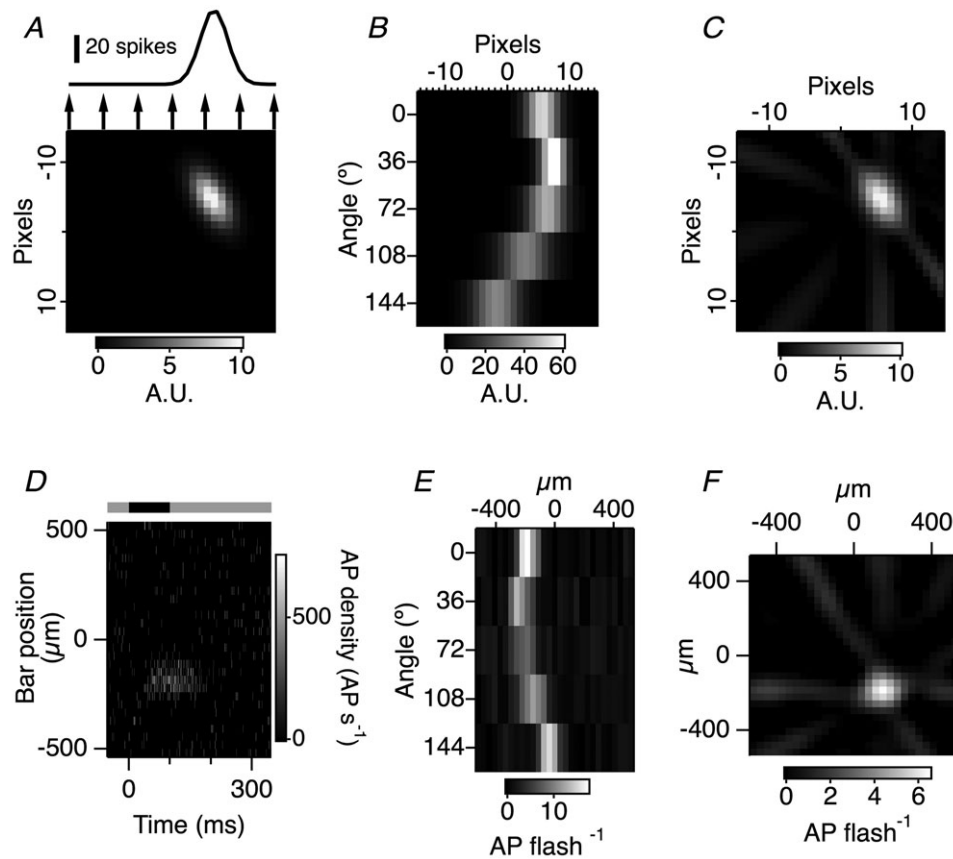 A
20 spikes
Pixels
-10
10
0 5 10
A.U.
B
Pixels
-10 0 10
Angle (º)
0
36
72
108
144
0 20 40 60
A.U.
C
Pixels
-10 10
Pixels
-10
10
0 5 10
A.U.
D
Bar position
(µm)
500
0
-500
0 300
Time (ms)
AP density (AP s⁻¹)
500
0
E
µm
-400 0 400
Angle (º)
0
36
72
108
144
0 10
AP flash⁻¹
F
µm
-400 0 400
µm
400
0
-400
0 2 4 6
AP flash⁻¹